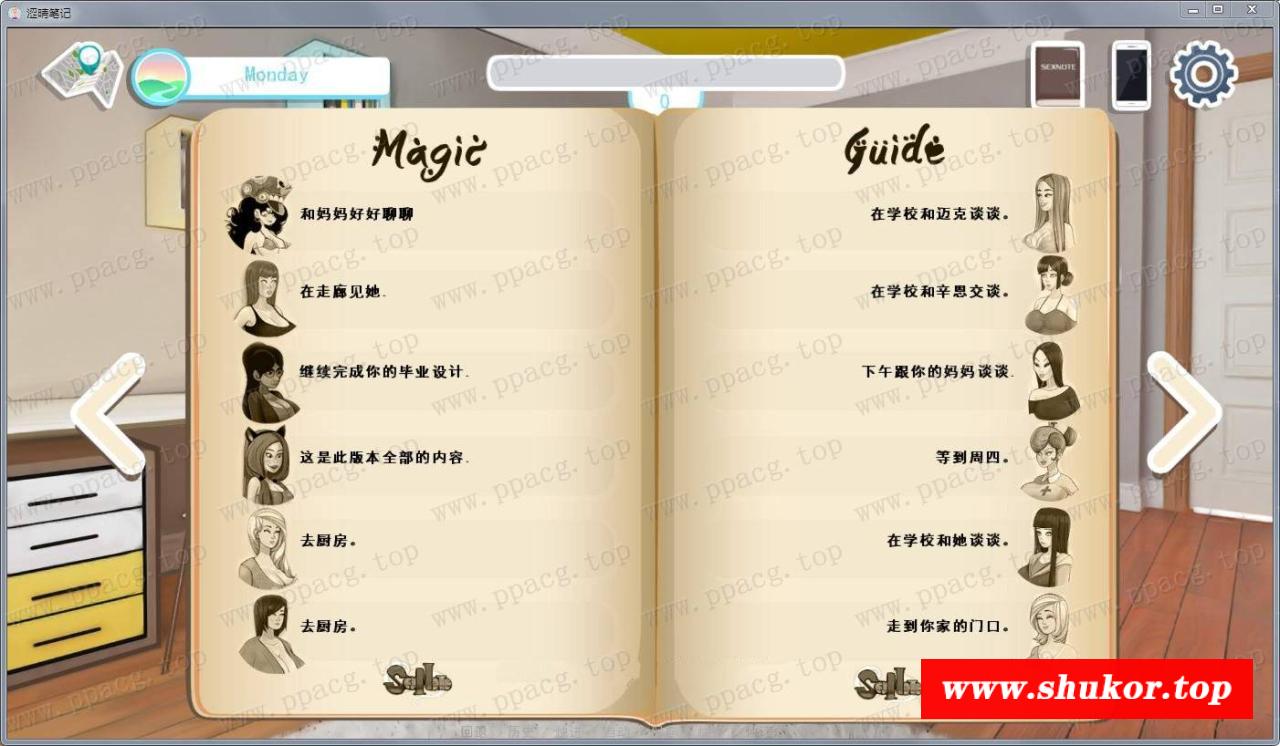 涩晴笔记
Monday
0
SEXNOTE
Magic
和妈妈好好聊聊
在走廊见她.
继续完成你的毕业设计.
这是此版本全部的内容.
去厨房。
去厨房。
Guide
在学校和迈克谈谈。
在学校和辛恩交谈。
下午跟你的妈妈谈谈.
等到周四。
在学校和她谈谈。
走到你家的门口。
www.shukor.top
www.ppacg.top